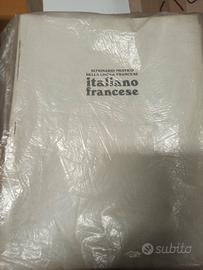 DIZIONARIO PRATICO
DELLA LINGUA FRANCESE
italiano
francese
subito